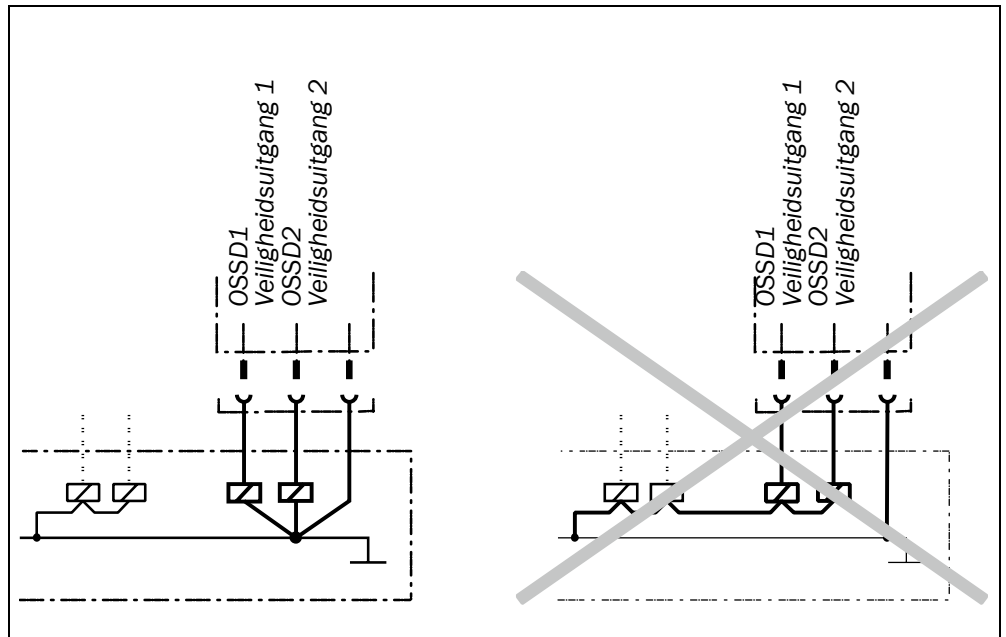 OSSD1
Veiligheidsuitgang 1
OSSD2
Veiligheidsuitgang 2
OSSD1
Veiligheidsuitgang 1
OSSD2
Veiligheidsuitgang 2